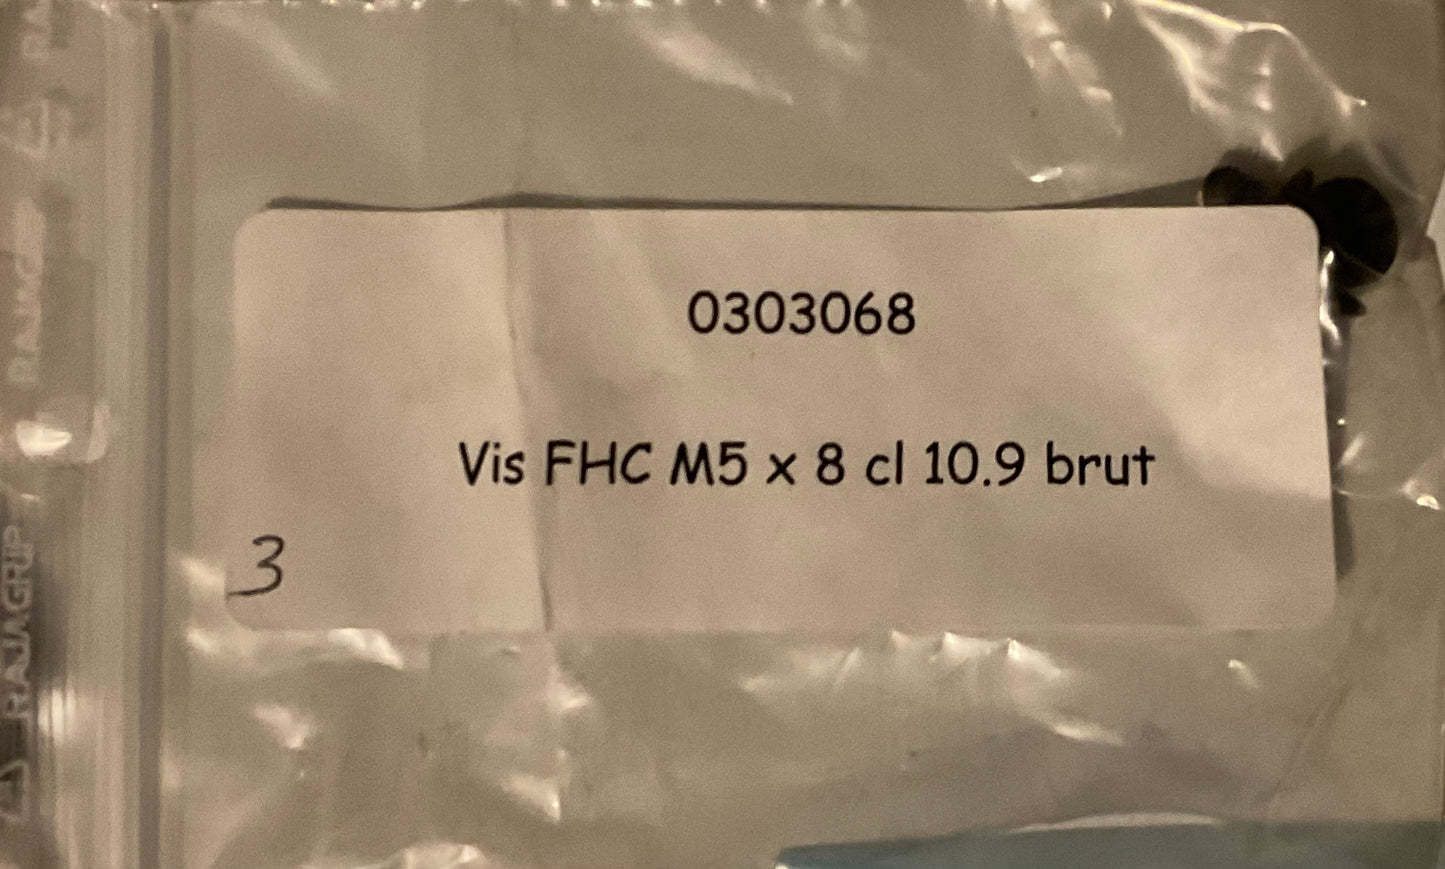 0303068
Vis FHC M5 x 8 cl 10.9 brut
3
RAJAGRIP